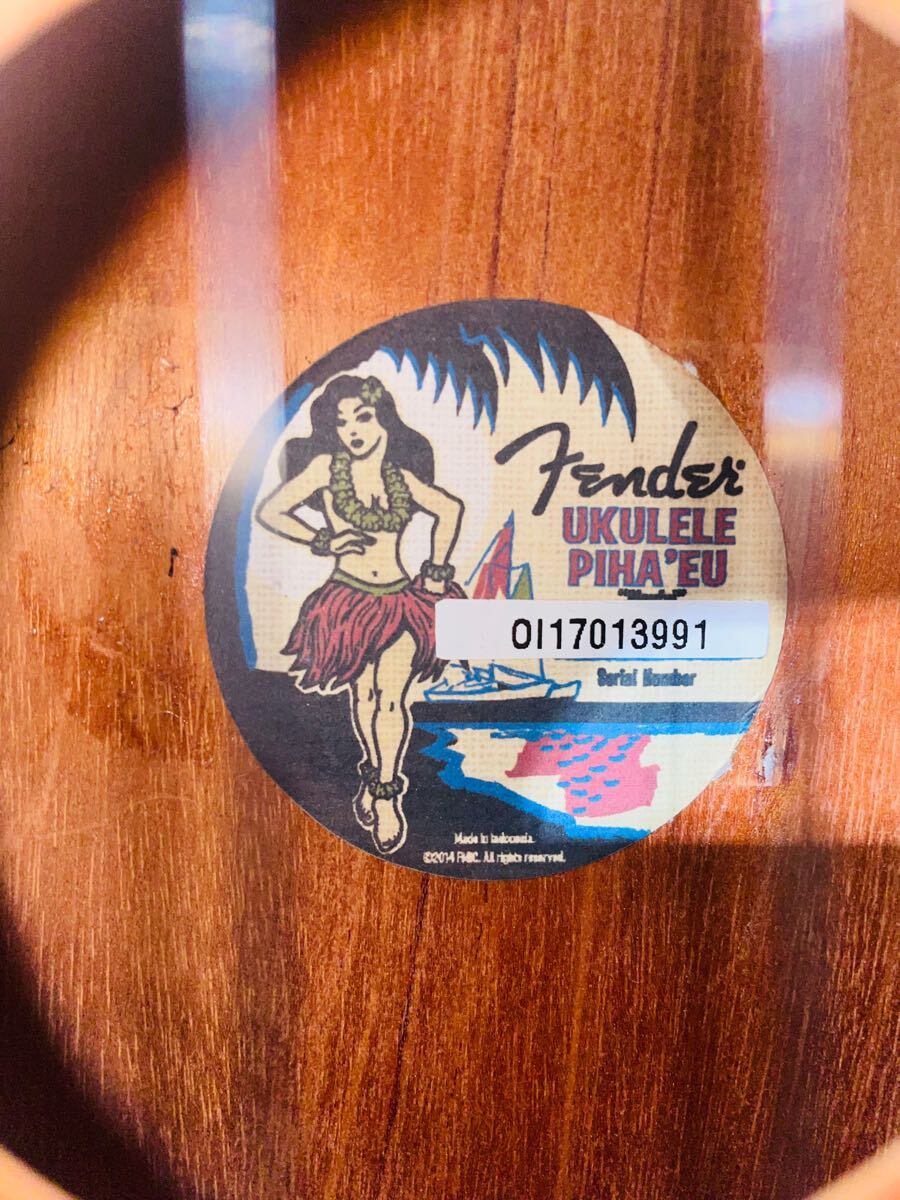 Fender
UKULELE
PIHA'EU
OI17013991
Serial Number
Made in Indonesia.
©2014 FMIC. All rights reserved.